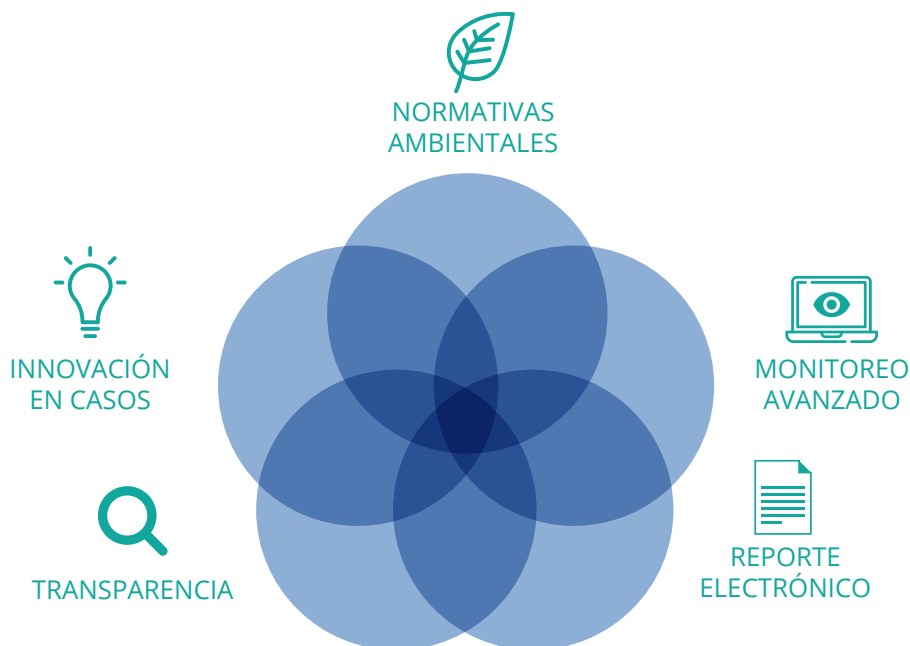 NORMATIVAS
AMBIENTALES
INNOVACIÓN
EN CASOS
MONITOREO
AVANZADO
TRANSPARENCIA
REPORTE
ELECTRÓNICO